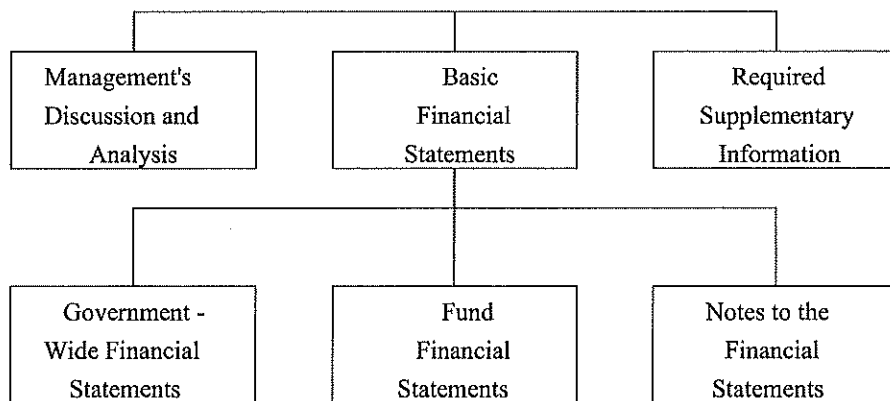 Management's
Discussion and
Analysis
Basic
Financial
Statements
Required
Supplementary
Information
Government -
Wide Financial
Statements
Fund
Financial
Statements
Notes to the
Financial
Statements